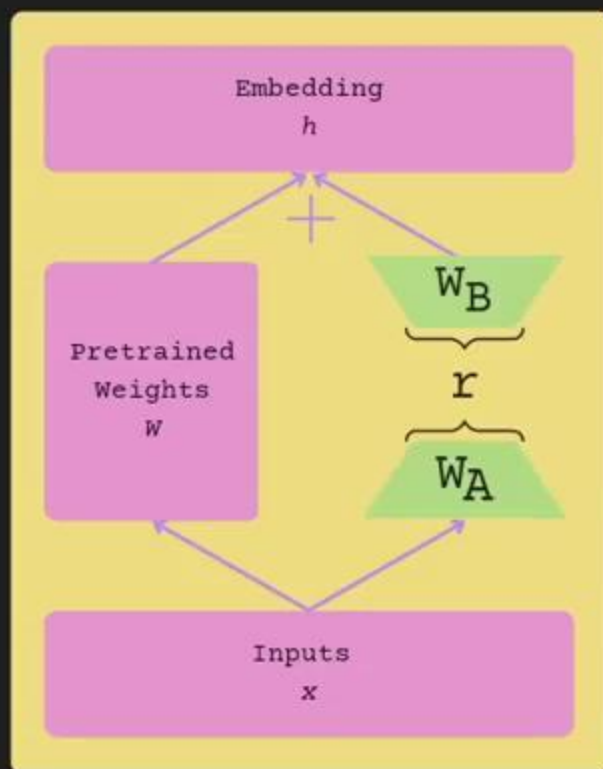 Embedding
h
+
W_B
Pretrained
Weights
W
r
W_A
Inputs
x